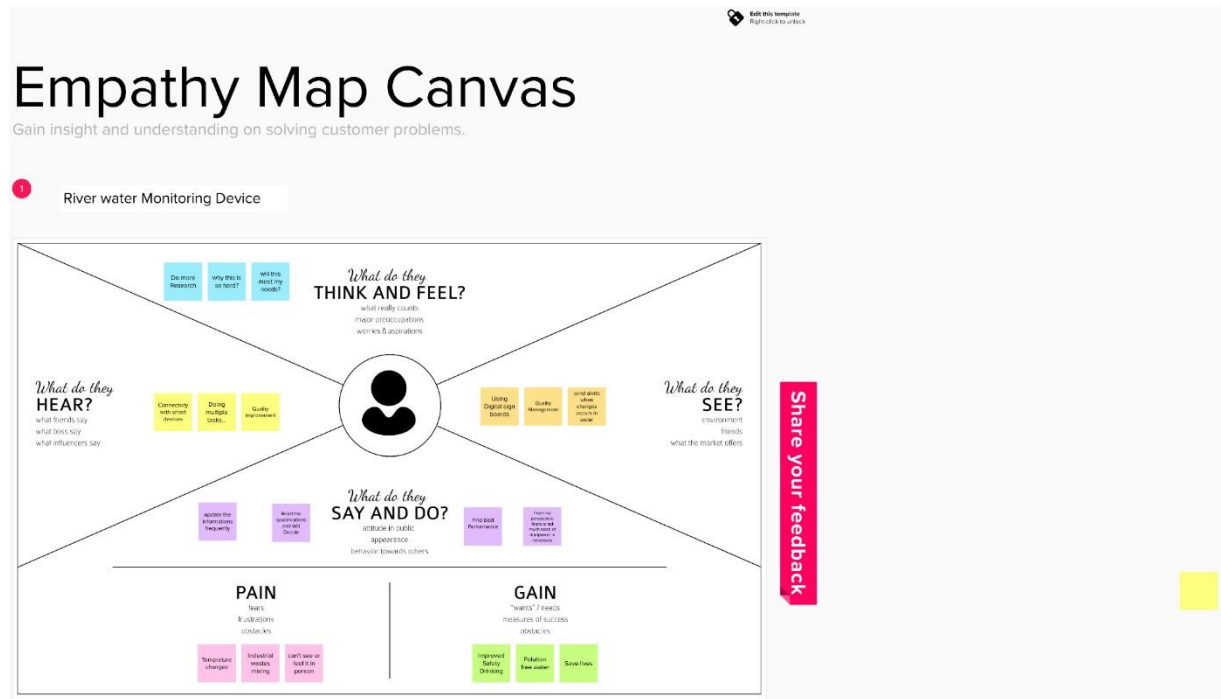 Edit this template
Right-click to unlock
Empathy Map Canvas
Gain insight and understanding on solving customer problems.
1
River water Monitoring Device
Do more
Research
why this is
so hard?
will this
meet my
needs?
What do they
THINK AND FEEL?
what really counts
major preoccupations
worries & aspirations
What do they
HEAR?
what friends say
what boss say
what influencers say
Connectivity
with smart
devices
Doing
multiple
tasks...
Quality
improvement
Using
Digital sign
boards
Quality
Management
send alerts
when
changes
occurs in
water
What do they
SEE?
environment
friends
what the market offers
Share your feedback
update the
informations
frequently
Read the
specifications
and Will
Decide
What do they
SAY AND DO?
attitude in public
appearance
behavior towards others
Find Best
Performance
there is not
much need of
PAIN
fears
frustrations
obstacles
Tempreture
changes
Industrial
wastes
mixing
can't see or
feel it in
person
GAIN
"wants" / needs
measures of success
obstacles
Improved
Safety
Drinking
Polution
free water
Save lives